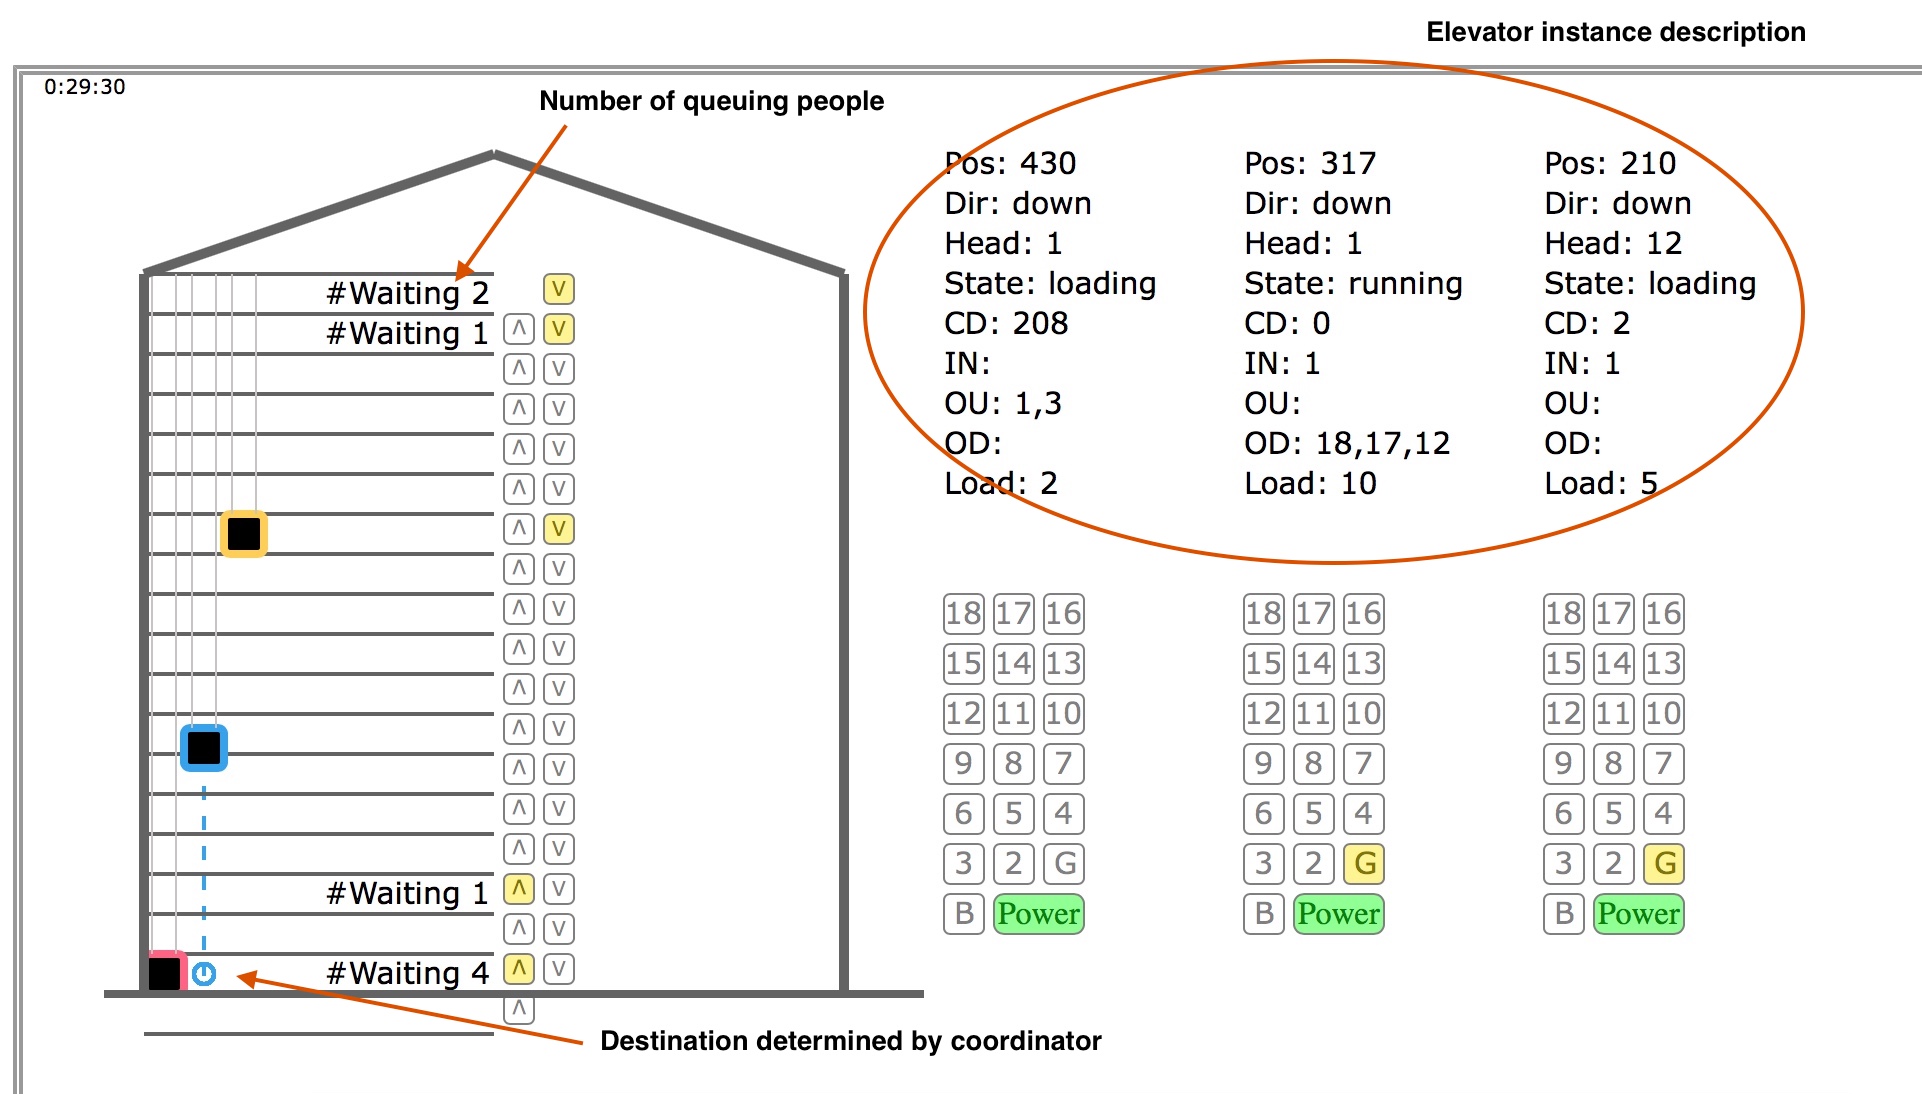 Elevator instance description
0:29:30
Number of queuing people
Pos: 430
Dir: down
Head: 1
State: loading
CD: 208
IN:
OU: 1,3
OD:
Load: 2
Pos: 317
Dir: down
Head: 1
State: running
CD: 0
IN: 1
OU:
OD: 18,17,12
Load: 10
Pos: 210
Dir: down
Head: 12
State: loading
CD: 2
IN: 1
OU:
OD:
Load: 5
#Waiting 2 V
#Waiting 1 Λ V
Λ V
Λ V
Λ V
Λ V
Λ V
Λ V
Λ V
Λ V
Λ V
Λ V
Λ V
Λ V
Λ V
#Waiting 1 Λ V
Λ V
#Waiting 4 Λ V
Λ
18 17 16
15 14 13
12 11 10
9 8 7
6 5 4
3 2 G
B Power
18 17 16
15 14 13
12 11 10
9 8 7
6 5 4
3 2 G
B Power
18 17 16
15 14 13
12 11 10
9 8 7
6 5 4
3 2 G
B Power
Destination determined by coordinator